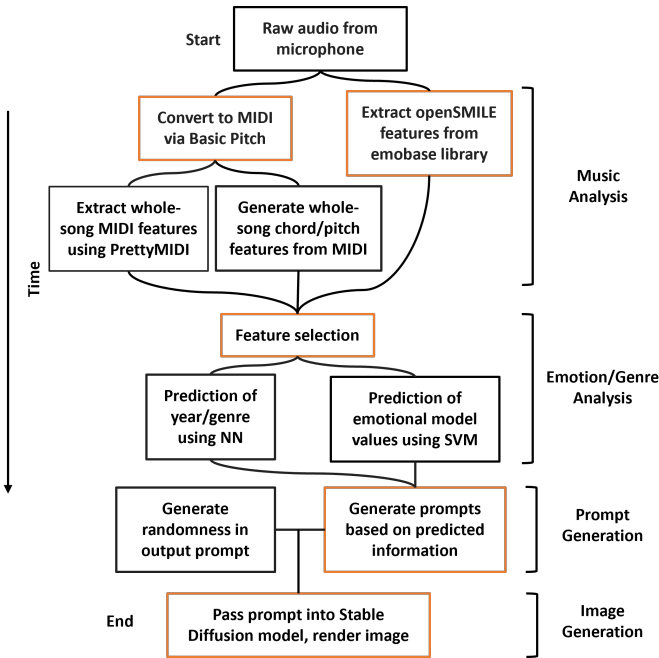 Start
Raw audio from
microphone
Convert to MIDI
via Basic Pitch
Extract openSMILE
features from
emobase library
Extract whole-
song MIDI features
using PrettyMIDI
Generate whole-
song chord/pitch
features from MIDI
Music
Analysis
Time
Feature selection
Prediction of
year/genre
using NN
Prediction of
emotional model
values using SVM
Emotion/Genre
Analysis
Generate
randomness in
output prompt
Generate prompts
based on predicted
information
Prompt
Generation
End
Pass prompt into Stable
Diffusion model, render image
Image
Generation